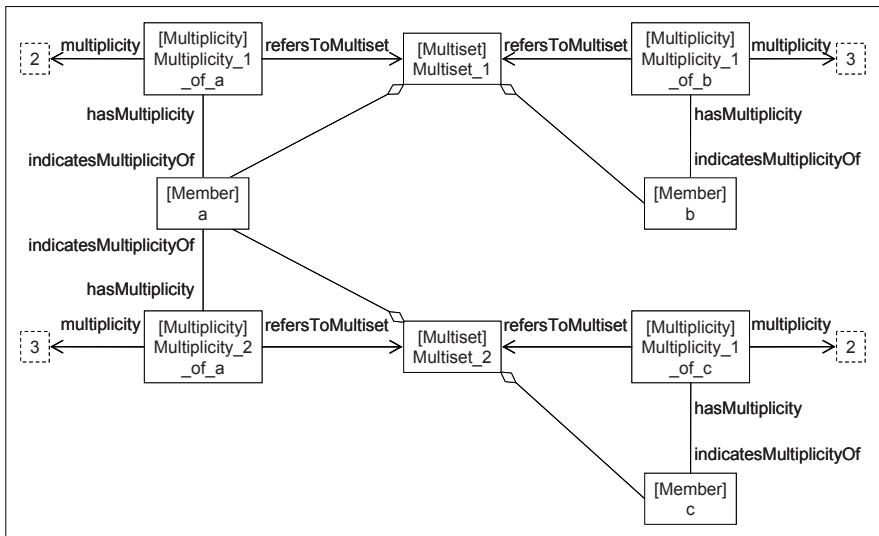 2
multiplicity
[Multiplicity]
Multiplicity_1
_of_a
refersToMultiset
[Multiset]
Multiset_1
refersToMultiset
[Multiplicity]
Multiplicity_1
_of_b
multiplicity
3
hasMultiplicity
hasMultiplicity
indicatesMultiplicityOf
indicatesMultiplicityOf
[Member]
a
[Member]
b
indicatesMultiplicityOf
hasMultiplicity
3
multiplicity
[Multiplicity]
Multiplicity_2
_of_a
refersToMultiset
[Multiset]
Multiset_2
refersToMultiset
[Multiplicity]
Multiplicity_1
_of_c
multiplicity
2
hasMultiplicity
indicatesMultiplicityOf
[Member]
c